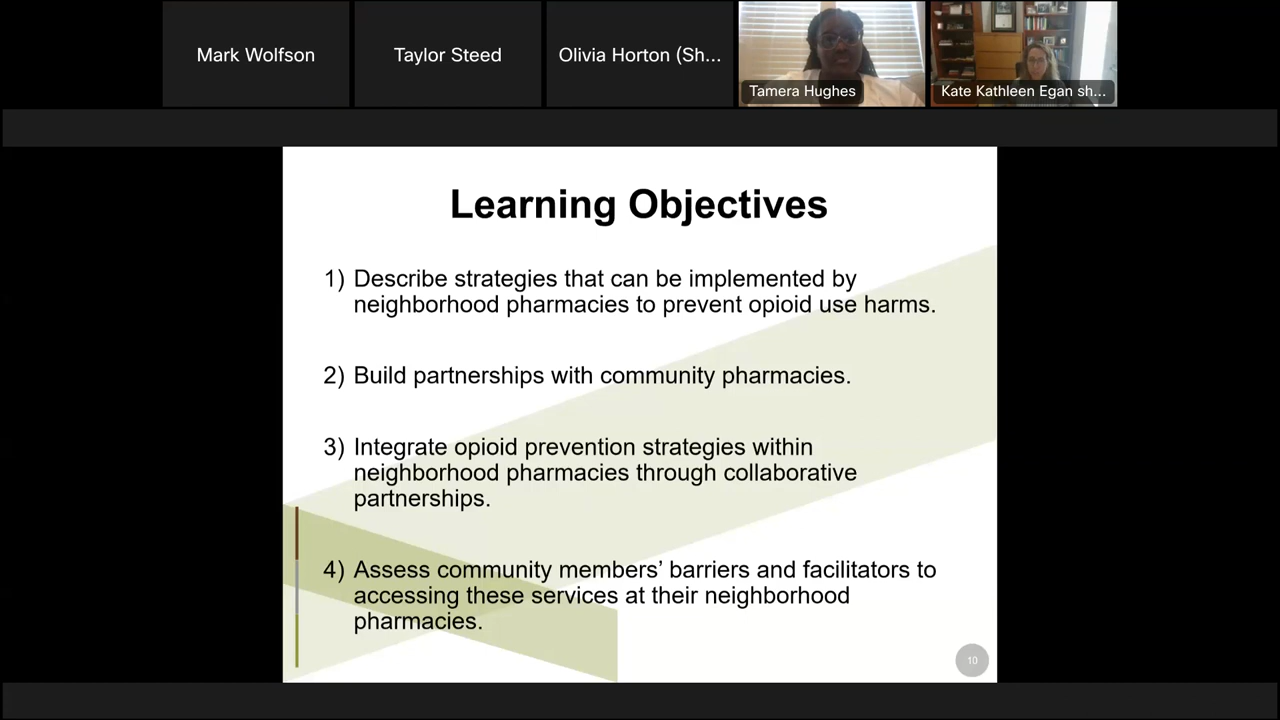 Mark Wolfson
Taylor Steed
Olivia Horton (Sh...
Tamera Hughes
Kate Kathleen Egan sh...
Learning Objectives
1) Describe strategies that can be implemented by
neighborhood pharmacies to prevent opioid use harms.
2) Build partnerships with community pharmacies.
3) Integrate opioid prevention strategies within
neighborhood pharmacies through collaborative
partnerships.
4) Assess community members’ barriers and facilitators to
accessing these services at their neighborhood
pharmacies.
10